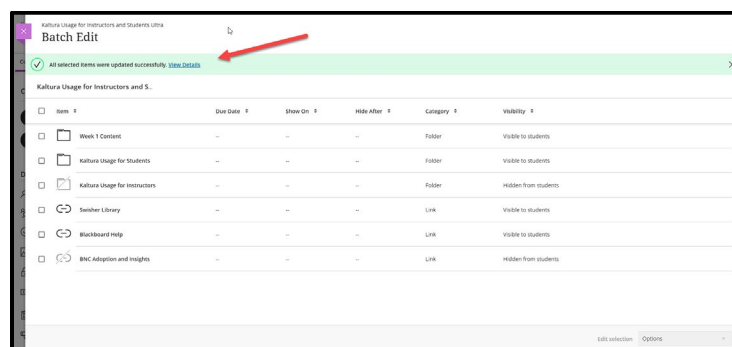 Kaltura Usage for Instructors and Students Ultra
Batch Edit
All selected items were updated successfully. View Details
Kaltura Usage for Instructors and S..
Item Due Date Show On Hide After Category Visibility
Week 1 Content -- -- -- Folder Visible to students
Kaltura Usage for Students -- -- -- Folder Visible to students
Kaltura Usage for Instructors -- -- -- Folder Hidden from students
Swisher Library -- -- -- Link Visible to students
Blackboard Help -- -- -- Link Visible to students
BNC Adoption and Insights -- -- -- Link Hidden from students
Edit selection Options